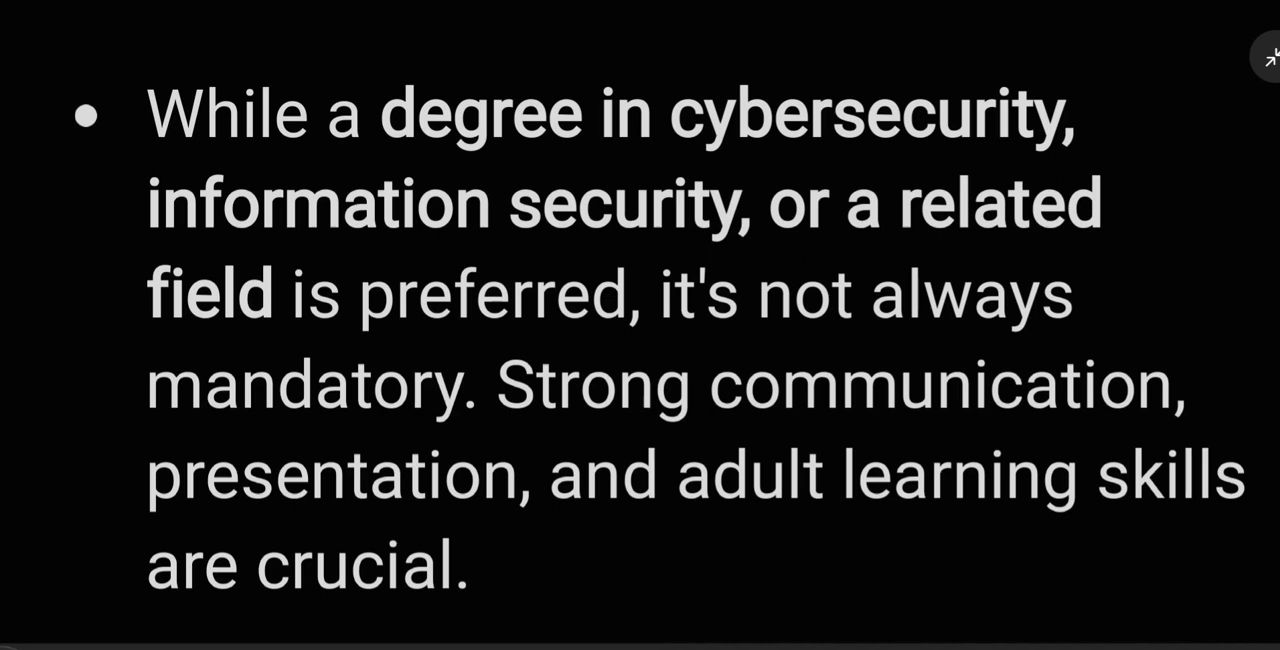 • While a degree in cybersecurity,
information security, or a related
field is preferred, it's not always
mandatory. Strong communication,
presentation, and adult learning skills
are crucial.